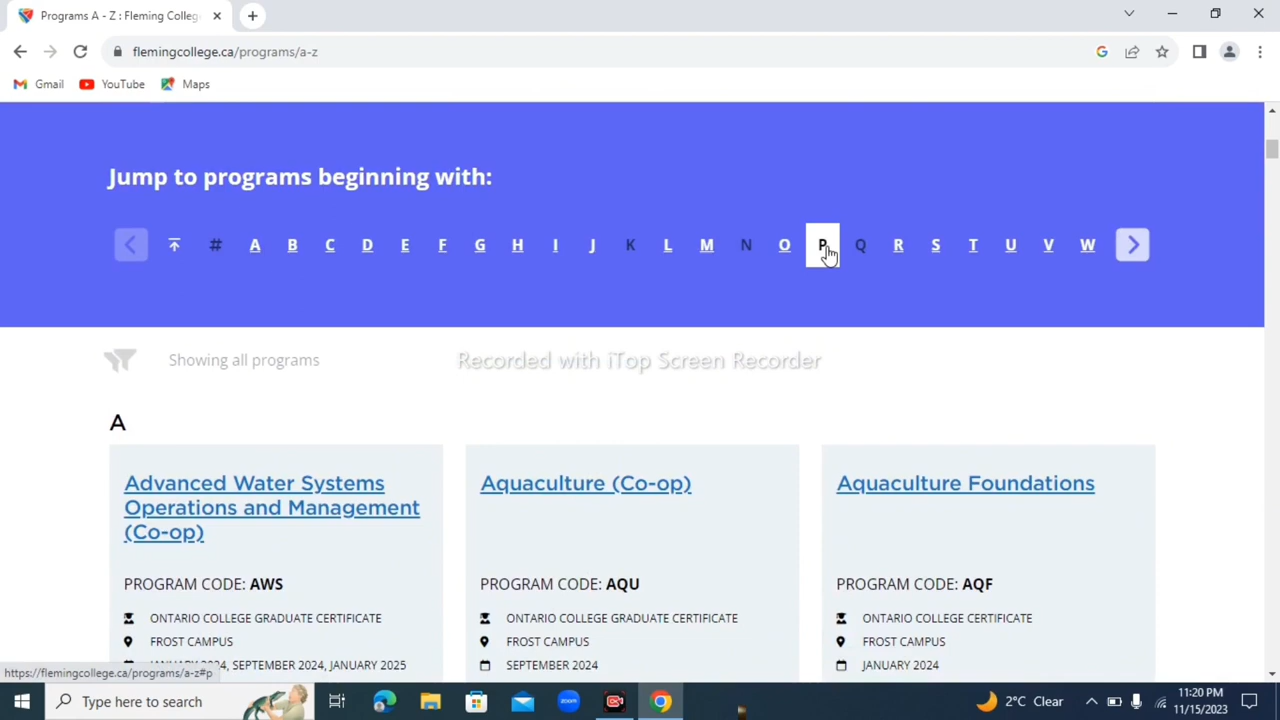 Programs A - Z : Fleming Colleg
flemingcollege.ca/programs/a-z
Gmail YouTube Maps
Jump to programs beginning with:
# A B C D E F G H I J K L M N O P Q R S T U V W
Showing all programs
Recorded with iTop Screen Recorder
A
Advanced Water Systems
Operations and Management
(Co-op)
PROGRAM CODE: AWS
ONTARIO COLLEGE GRADUATE CERTIFICATE
FROST CAMPUS
JANUARY 2024, SEPTEMBER 2024, JANUARY 2025
Aquaculture (Co-op)
PROGRAM CODE: AQU
ONTARIO COLLEGE GRADUATE CERTIFICATE
FROST CAMPUS
SEPTEMBER 2024
Aquaculture Foundations
PROGRAM CODE: AQF
ONTARIO COLLEGE CERTIFICATE
FROST CAMPUS
JANUARY 2024
https://flemingcollege.ca/programs/a-z#p
Type here to search
zoom
2°C Clear
11:20 PM
11/15/2023